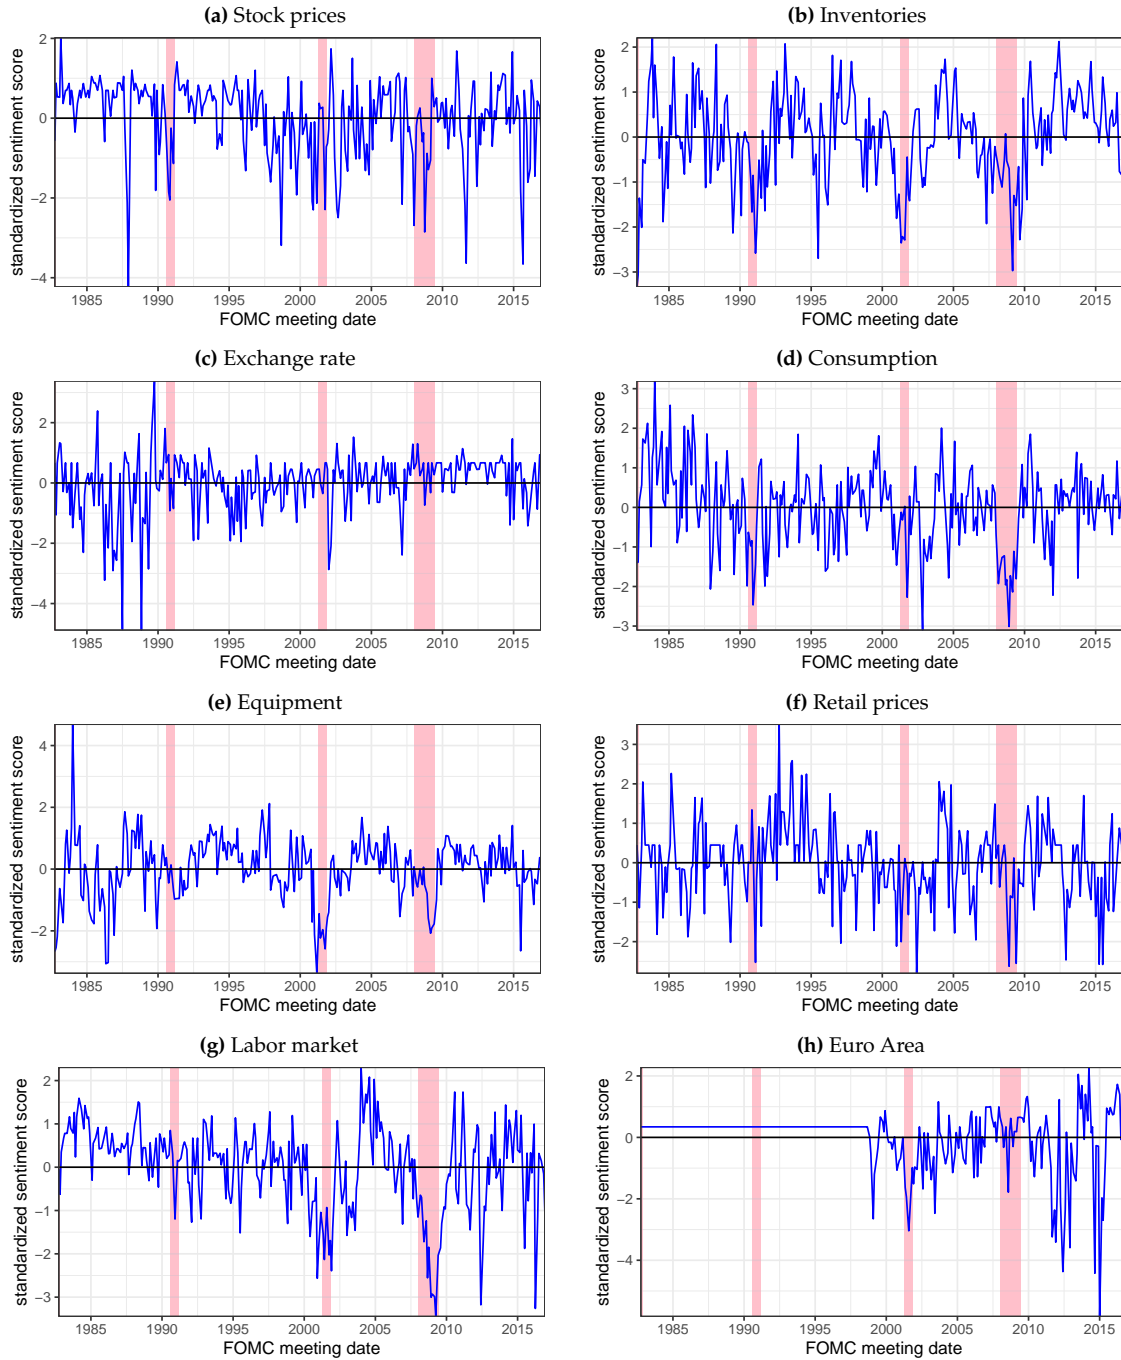 (a) Stock prices
standardized sentiment score
2
0
−2
−4
1985 1990 1995 2000 2005 2010 2015
FOMC meeting date
(b) Inventories
standardized sentiment score
2
1
0
−1
−2
−3
1985 1990 1995 2000 2005 2010 2015
FOMC meeting date
(c) Exchange rate
standardized sentiment score
2
0
−2
−4
1985 1990 1995 2000 2005 2010 2015
FOMC meeting date
(d) Consumption
standardized sentiment score
3
2
1
0
−1
−2
−3
1985 1990 1995 2000 2005 2010 2015
FOMC meeting date
(e) Equipment
standardized sentiment score
4
2
0
−2
1985 1990 1995 2000 2005 2010 2015
FOMC meeting date
(f) Retail prices
standardized sentiment score
3
2
1
0
−1
−2
1985 1990 1995 2000 2005 2010 2015
FOMC meeting date
(g) Labor market
standardized sentiment score
2
1
0
−1
−2
−3
1985 1990 1995 2000 2005 2010 2015
FOMC meeting date
(h) Euro Area
standardized sentiment score
2
0
−2
−4
1985 1990 1995 2000 2005 2010 2015
FOMC meeting date